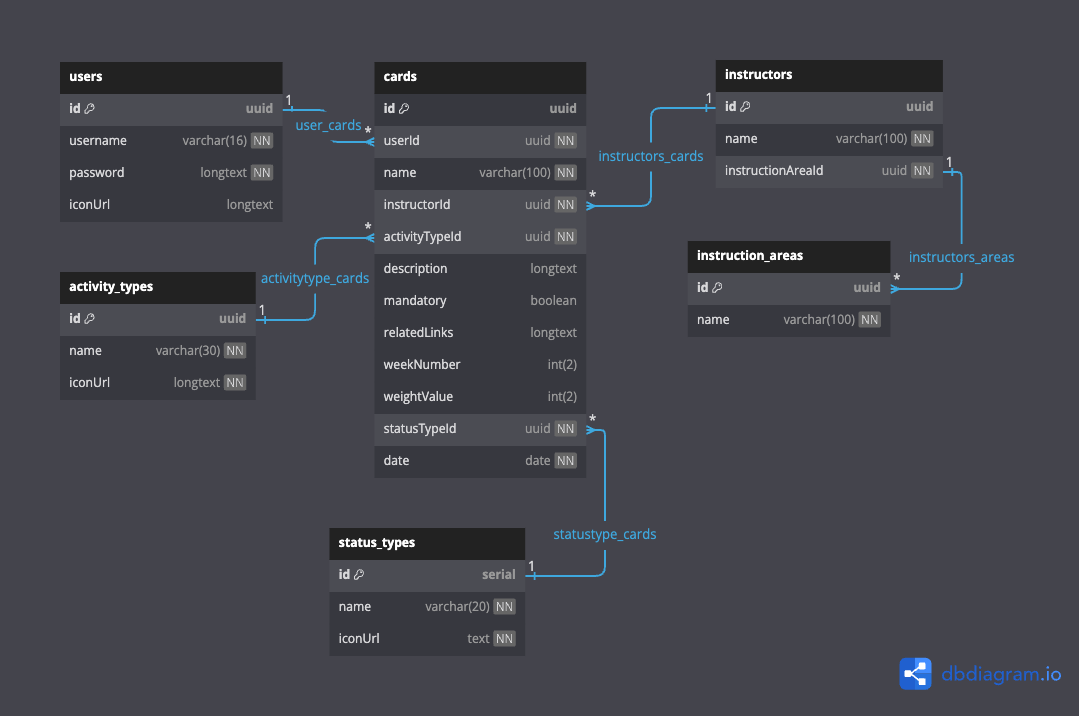 users
id uuid
username varchar(16) NN
password longtext NN
iconUrl longtext
1
user_cards
*
cards
id uuid
userId uuid NN
name varchar(100) NN
instructorId uuid NN
activityTypeId uuid NN
description longtext
mandatory boolean
relatedLinks longtext
weekNumber int(2)
weightValue int(2)
statusTypeId uuid NN
date date NN
instructors
id uuid
name varchar(100) NN
instructionAreaId uuid NN
1
instructors_cards
*
1
instructors_areas
*
instruction_areas
id uuid
name varchar(100) NN
activity_types
id uuid
name varchar(30) NN
iconUrl longtext NN
*
activitytype_cards
1
*
statustype_cards
1
status_types
id serial
name varchar(20) NN
iconUrl text NN
dbdiagram.io